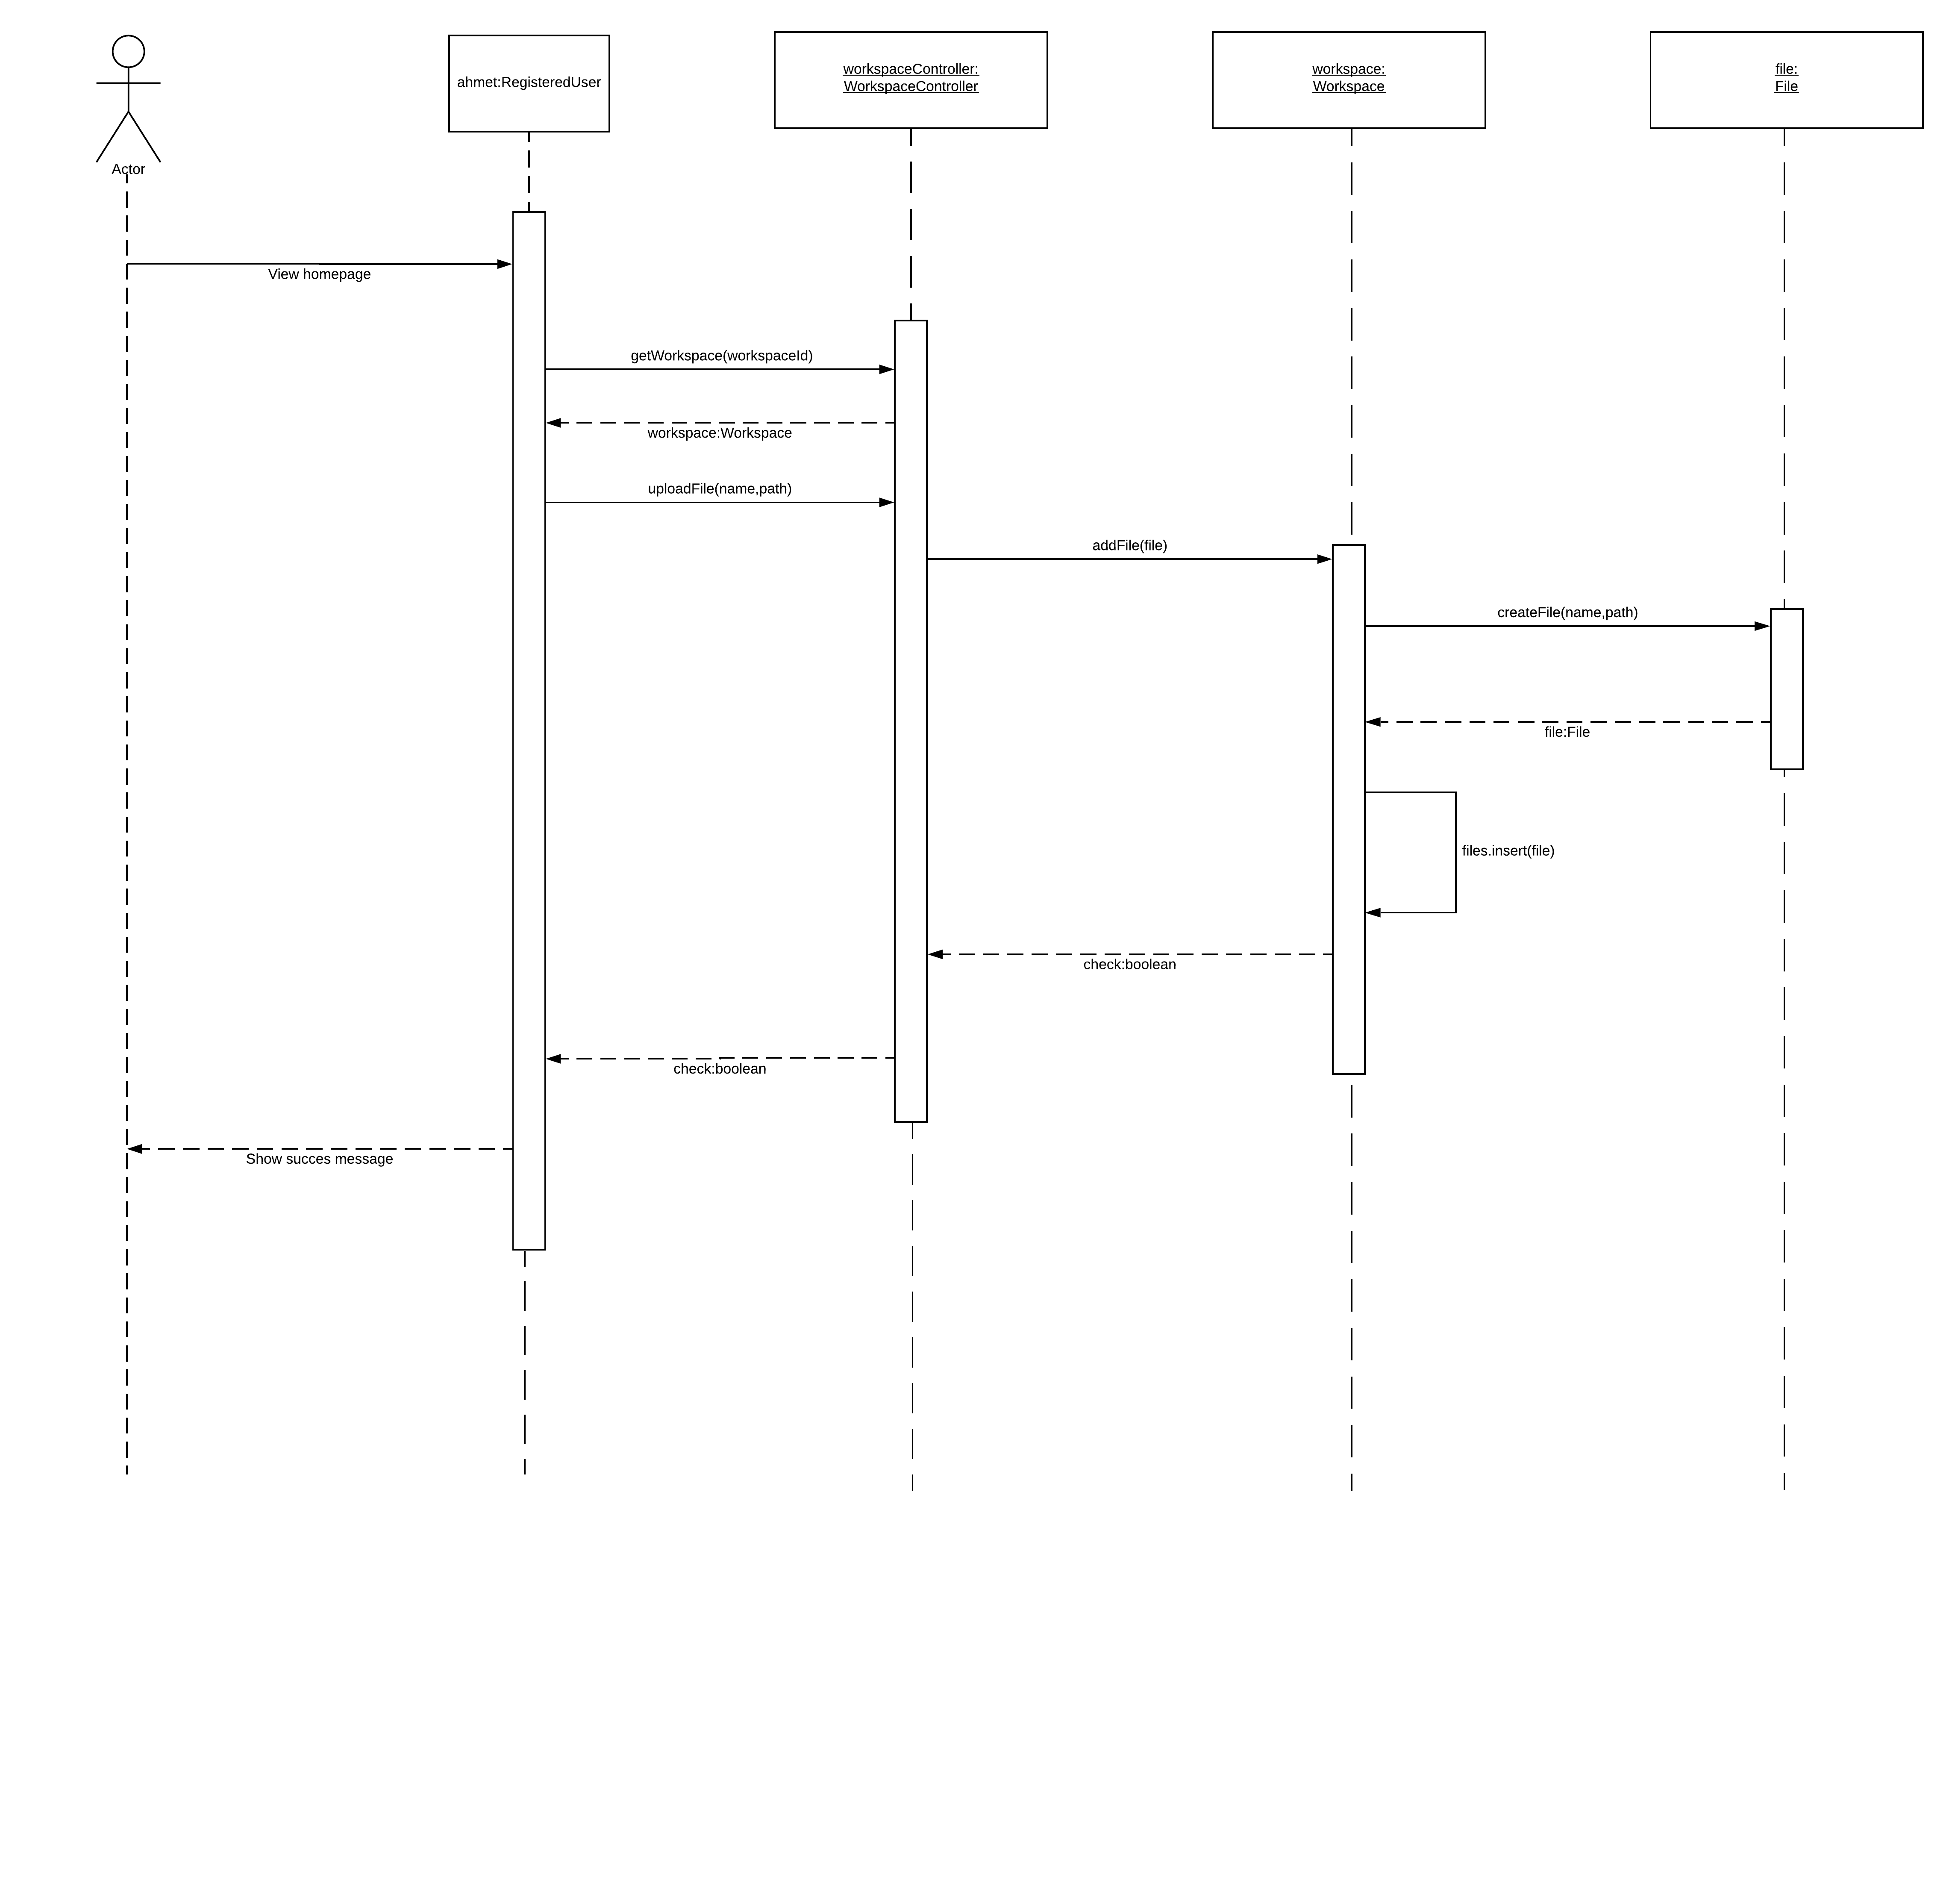 Actor
ahmet:RegisteredUser
workspaceController:
WorkspaceController
workspace:
Workspace
file:
File
View homepage
getWorkspace(workspaceId)
workspace:Workspace
uploadFile(name,path)
addFile(file)
createFile(name,path)
file:File
files.insert(file)
check:boolean
check:boolean
Show succes message